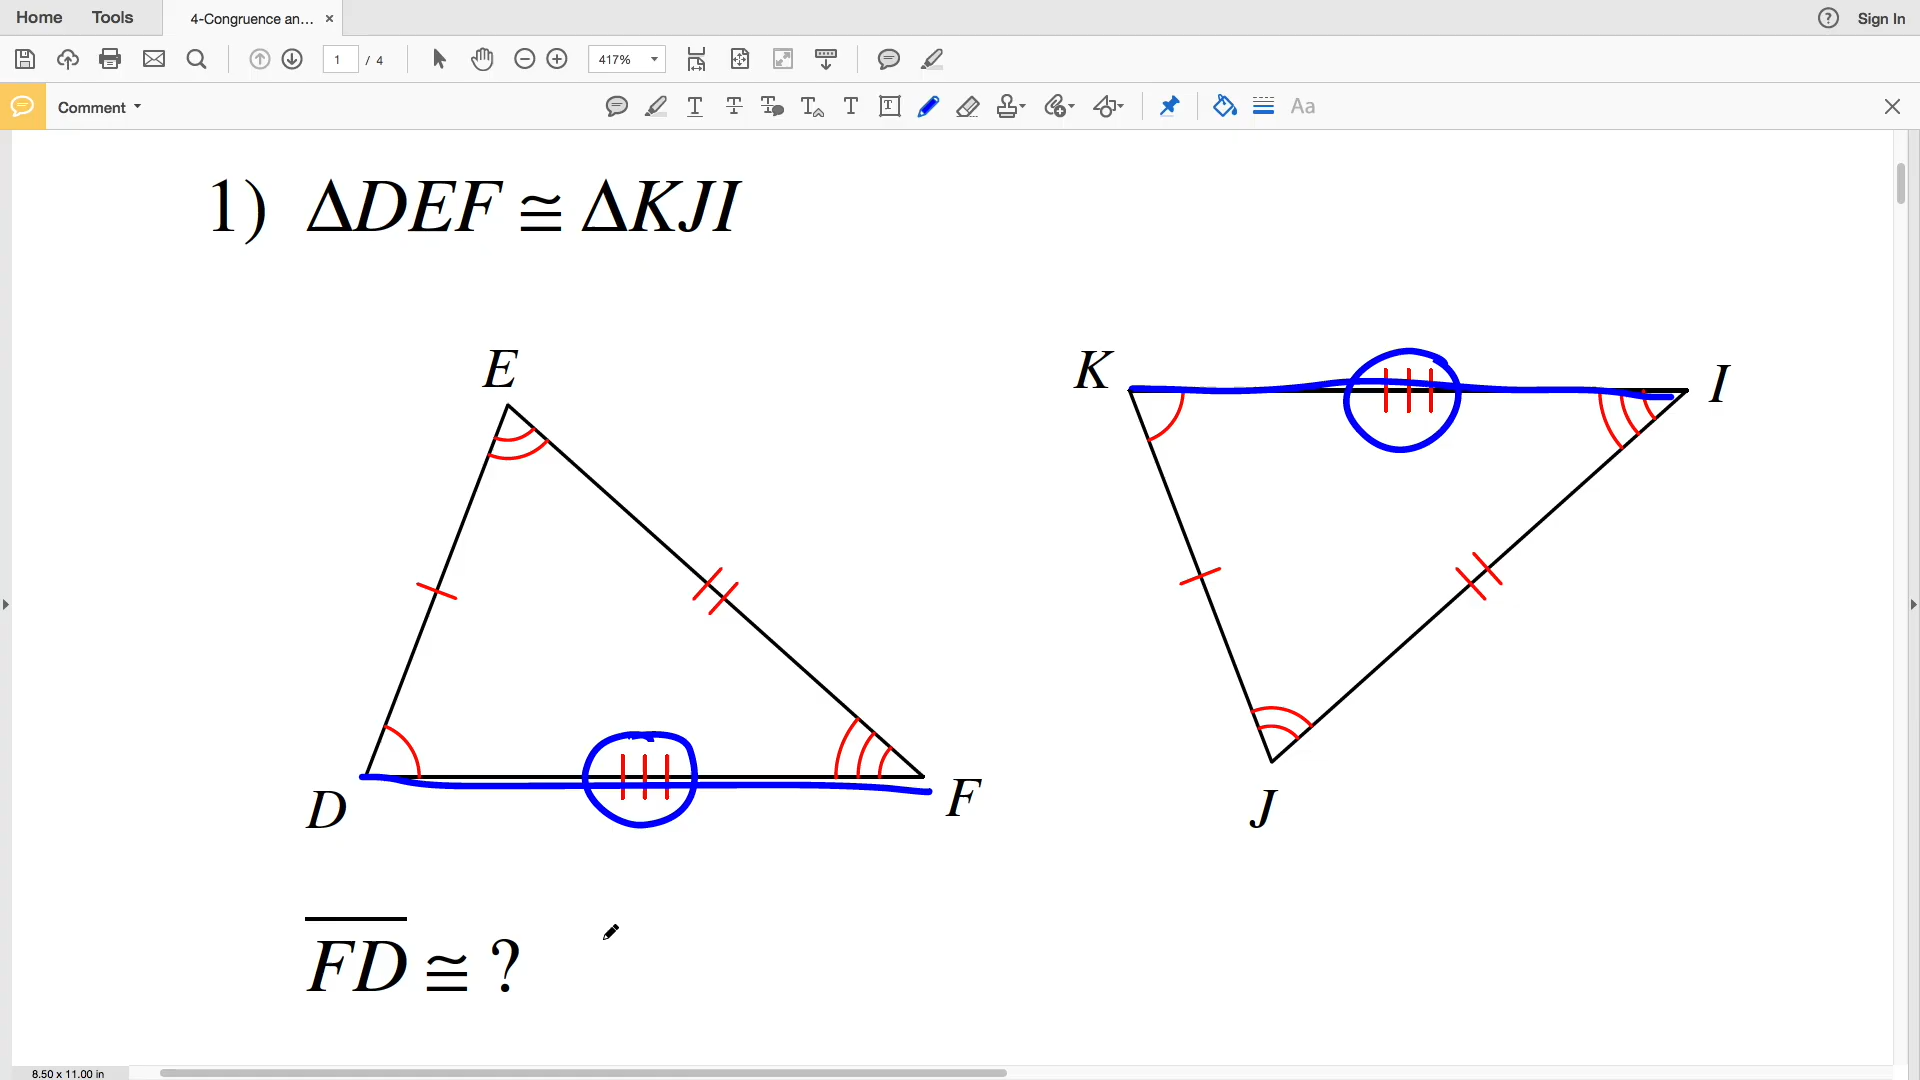 Home Tools 4-Congruence an... × ? Sign In
1 / 4 417%
Comment T T T T T T Aa
1) ΔDEF ≅ ΔKJI
E K I
D F J
FD ≅ ?
8.50 x 11.00 in